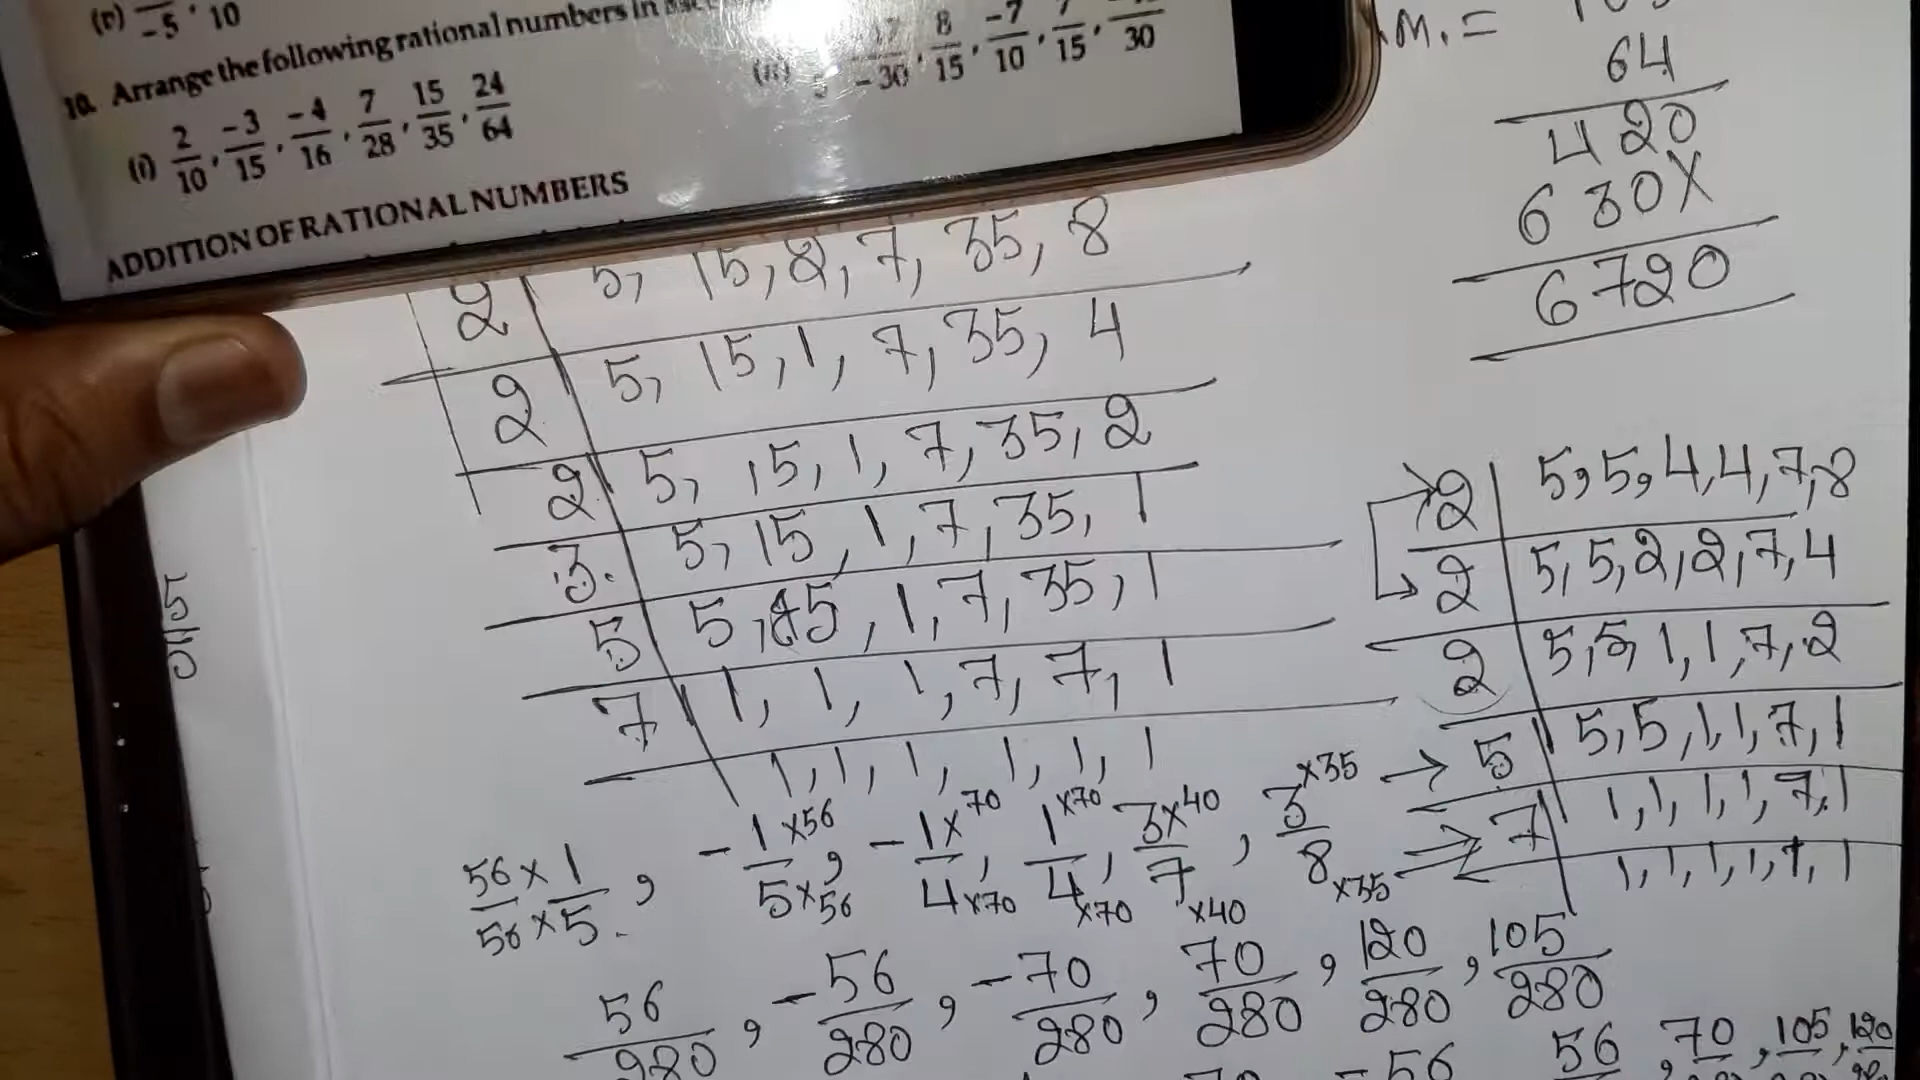 (v) /-5, 10
10. Arrange the following rational numbers in
(i) 2/10, -3/15, -4/16, 7/28, 15/35, 24/64
(ii) 17/-30, 8/15, -7/10, 7/15, /30
ADDITION OF RATIONAL NUMBERS
M. =
64
420
630X
6720
2 | 5, 15, 2, 7, 35, 8
2 | 5, 15, 1, 7, 35, 4
2 | 5, 15, 1, 7, 35, 2
3 | 5, 15, 1, 7, 35, 1
5 | 5, 5, 1, 7, 35, 1
7 | 1, 1, 1, 7, 7, 1
1, 1, 1, 1, 1, 1
2 | 5, 5, 4, 4, 7, 8
2 | 5, 5, 2, 2, 7, 4
2 | 5, 5, 1, 1, 7, 2
5 | 5, 5, 1, 1, 7, 1
7 | 1, 1, 1, 1, 7, 1
1, 1, 1, 1, 1, 1
56×1/56×5, -1×56/5×56, -1×70/4×70, 1×70/4×70, 3×40/7×40, 3×35/8×35
56/280, -56/280, -70/280, 70/280, 120/280, 105/280
70 -56 56, 70, 105, 120